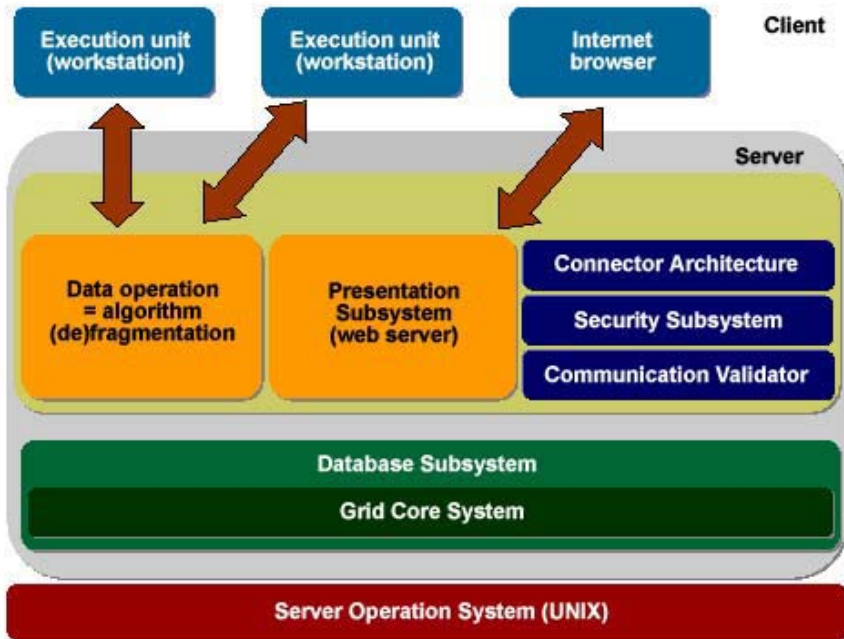 Execution unit
(workstation)
Execution unit
(workstation)
Internet
browser
Client
Server
Data operation
= algorithm
(de)fragmentation
Presentation
Subsystem
(web server)
Connector Architecture
Security Subsystem
Communication Validator
Database Subsystem
Grid Core System
Server Operation System (UNIX)